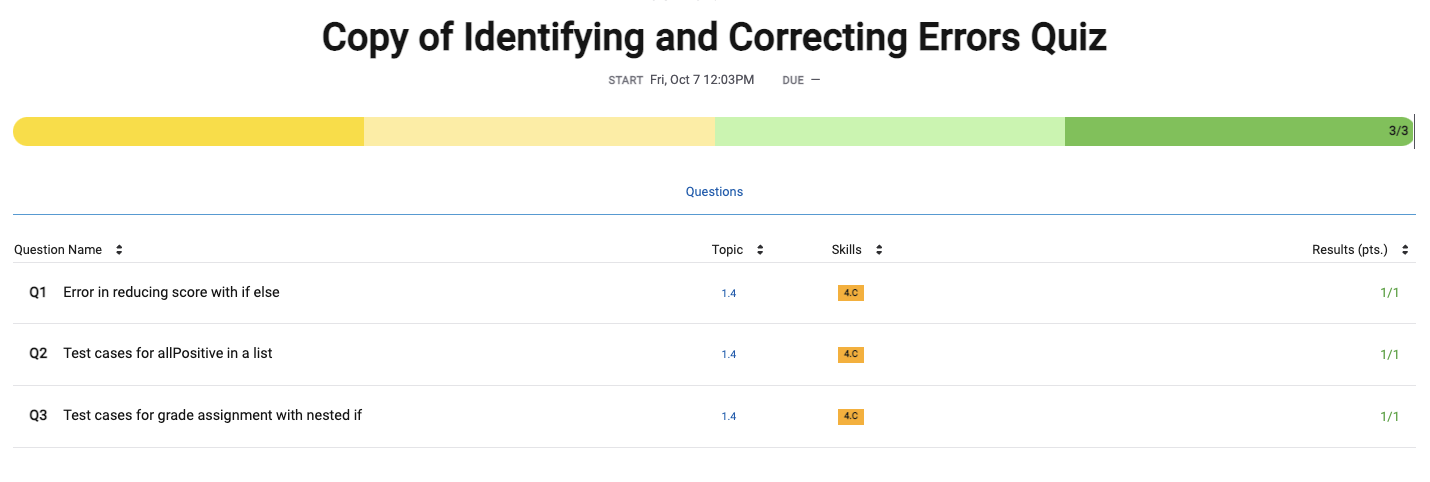 Copy of Identifying and Correcting Errors Quiz
START Fri, Oct 7 12:03PM DUE —
3/3
Questions
Question Name Topic Skills Results (pts.)
Q1 Error in reducing score with if else 1.4 4.C 1/1
Q2 Test cases for allPositive in a list 1.4 4.C 1/1
Q3 Test cases for grade assignment with nested if 1.4 4.C 1/1